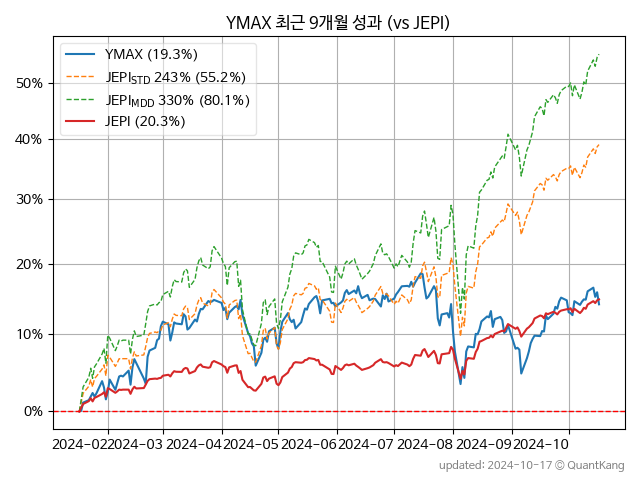 YMAX 최근 9개월 성과 (vs JEPI)
YMAX (19.3%)
JEPI_STD 243% (55.2%)
JEPI_MDD 330% (80.1%)
JEPI (20.3%)
50%
40%
30%
20%
10%
0%
2024-02 2024-03 2024-04 2024-05 2024-06 2024-07 2024-08 2024-09 2024-10
updated: 2024-10-17 © QuantKang